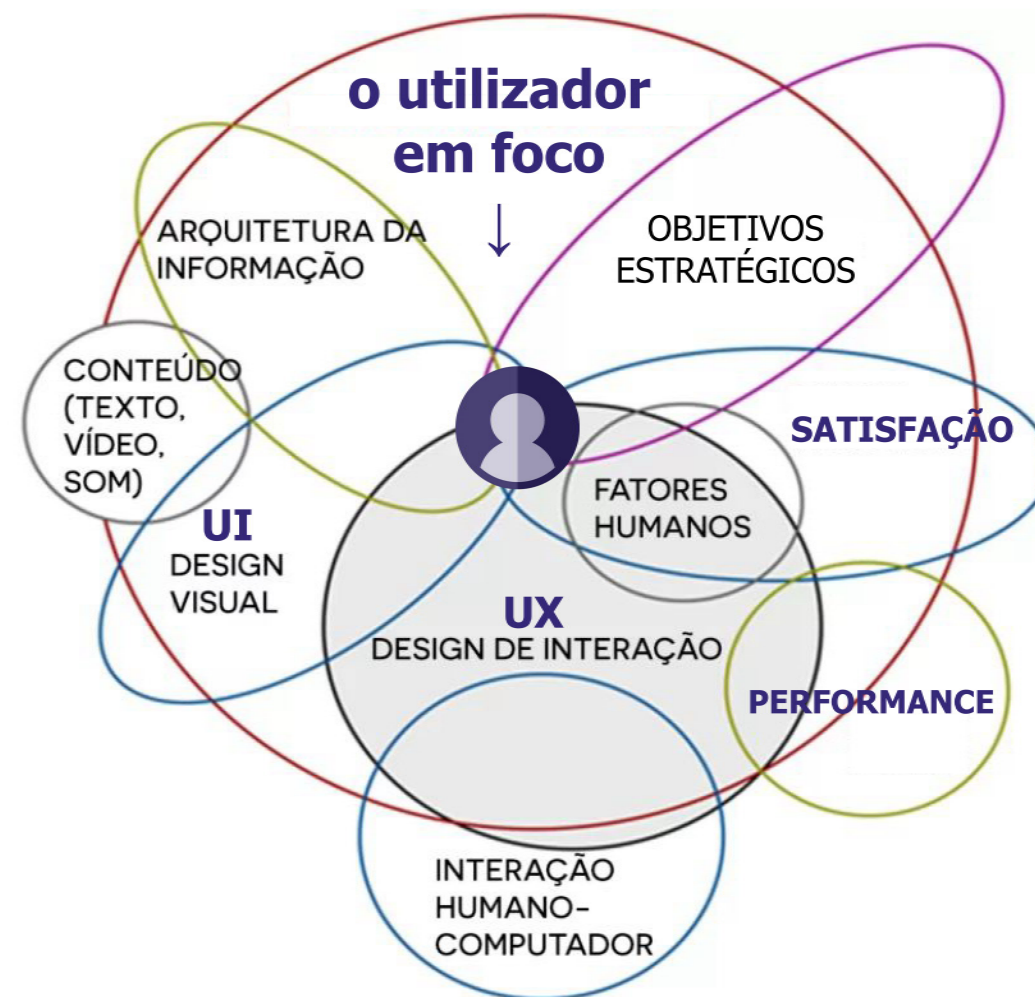 o utilizador
em foco
↓
ARQUITETURA DA
INFORMAÇÃO
OBJETIVOS
ESTRATÉGICOS
CONTEÚDO
(TEXTO,
VÍDEO,
SOM)
SATISFAÇÃO
FATORES
HUMANOS
UI
DESIGN
VISUAL
UX
DESIGN DE INTERAÇÃO
PERFORMANCE
INTERAÇÃO
HUMANO-
COMPUTADOR